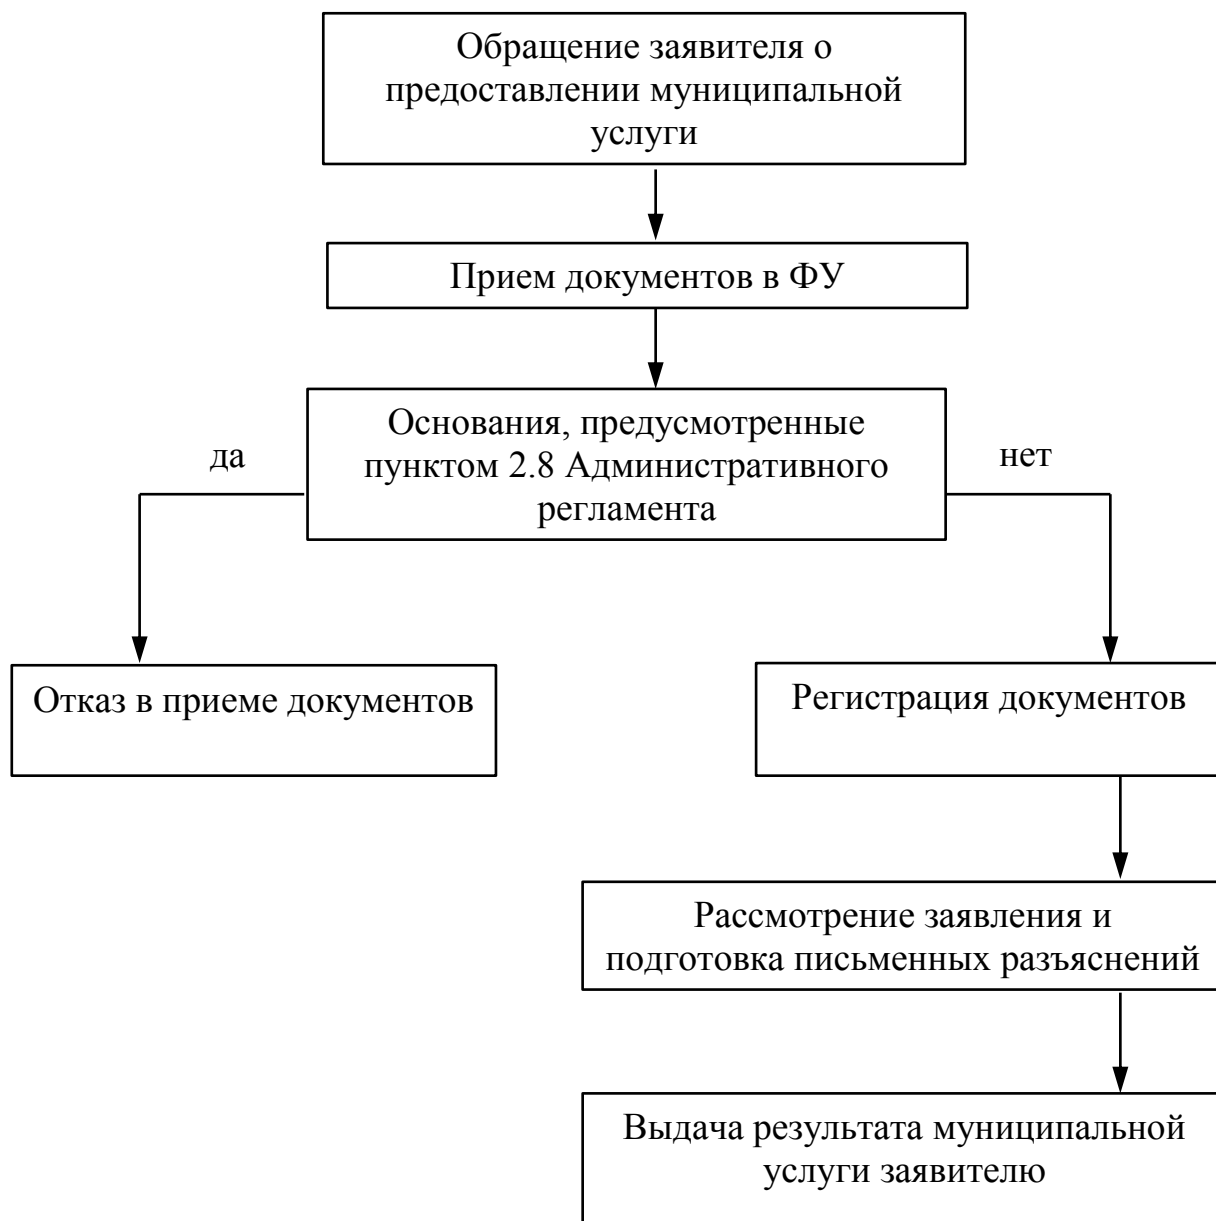 Обращение заявителя о
предоставлении муниципальной
услуги
Прием документов в ФУ
Основания, предусмотренные
пунктом 2.8 Административного
регламента
да
нет
Отказ в приеме документов
Регистрация документов
Рассмотрение заявления и
подготовка письменных разъяснений
Выдача результата муниципальной
услуги заявителю